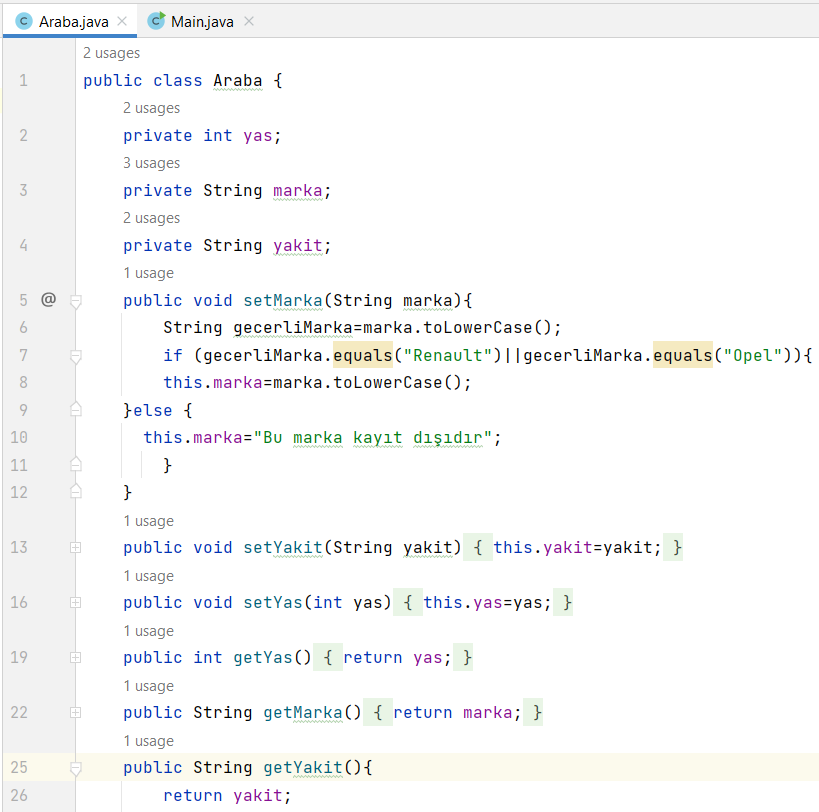 Araba.java Main.java
2 usages
1 public class Araba {
2 usages
2 private int yas;
3 usages
3 private String marka;
2 usages
4 private String yakit;
1 usage
5 @ public void setMarka(String marka){
6 String gecerliMarka=marka.toLowerCase();
7 if (gecerliMarka.equals("Renault")||gecerliMarka.equals("Opel")){
8 this.marka=marka.toLowerCase();
9 }else {
10 this.marka="Bu marka kayıt dışıdır";
11 }
12 }
1 usage
13 public void setYakit(String yakit) { this.yakit=yakit; }
1 usage
16 public void setYas(int yas) { this.yas=yas; }
1 usage
19 public int getYas() { return yas; }
1 usage
22 public String getMarka() { return marka; }
1 usage
25 public String getYakit(){
26 return yakit;